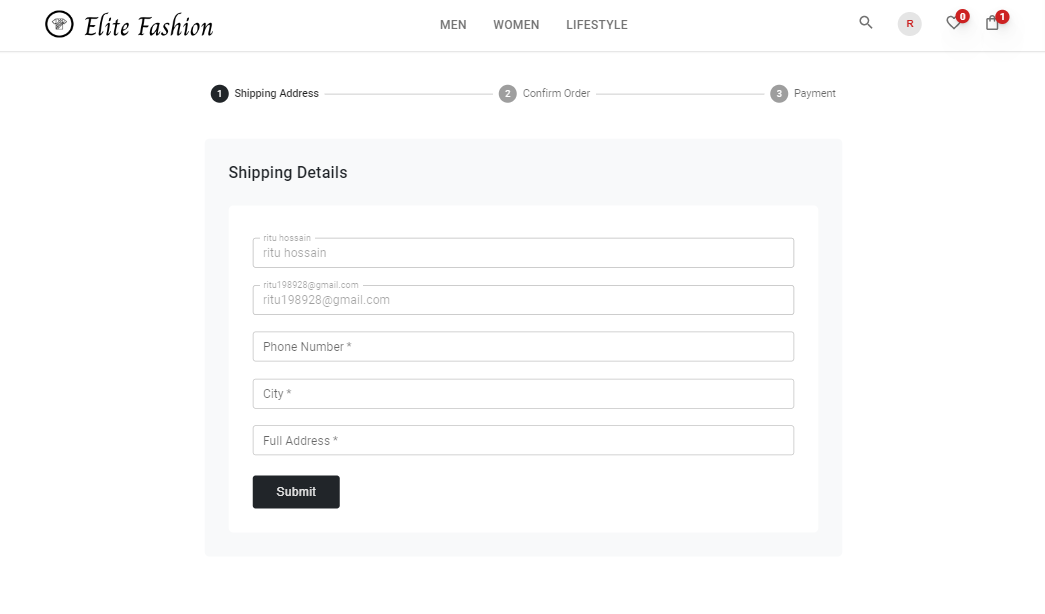 Elite Fashion MEN WOMEN LIFESTYLE R 0 1
1 Shipping Address 2 Confirm Order 3 Payment
Shipping Details
ritu hossain
ritu hossain
ritu198928@gmail.com
ritu198928@gmail.com
Phone Number *
City *
Full Address *
Submit